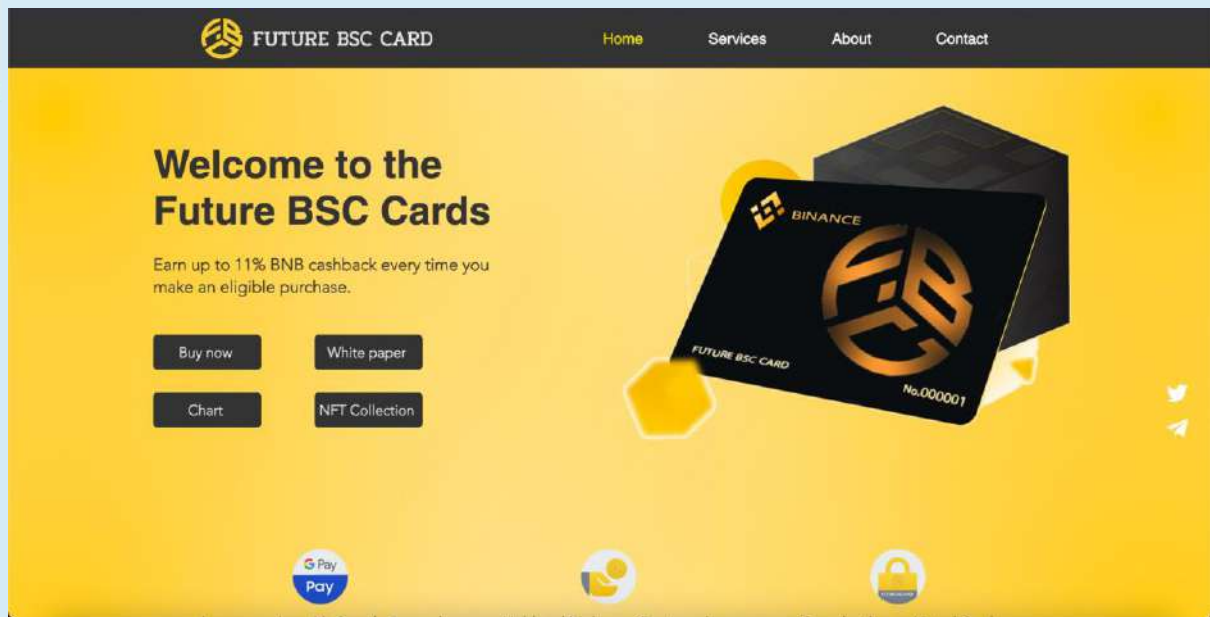 FUTURE BSC CARD
Home Services About Contact
Welcome to the
Future BSC Cards
Earn up to 11% BNB cashback every time you
make an eligible purchase.
Buy now White paper
Chart NFT Collection
BINANCE
FBC
FUTURE BSC CARD
No.000001
G Pay
Pay